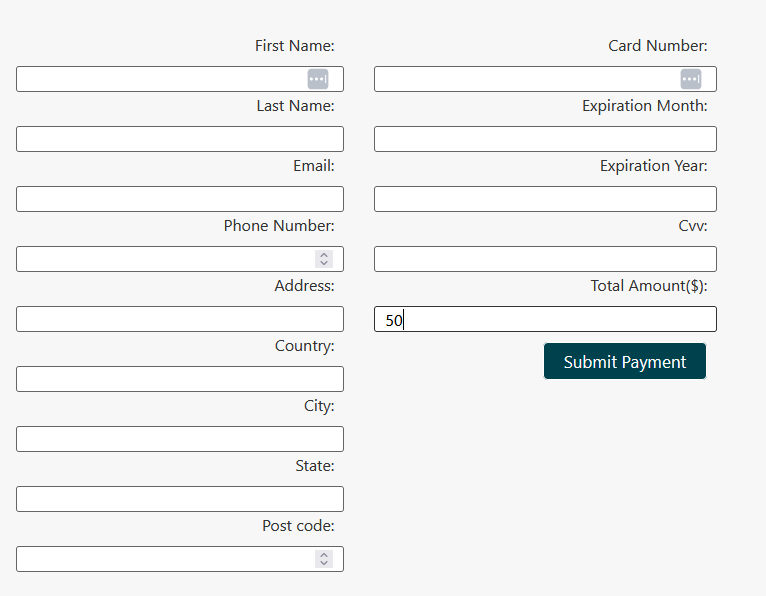 First Name:
Last Name:
Email:
Phone Number:
Address:
Country:
City:
State:
Post code:
Card Number:
Expiration Month:
Expiration Year:
Cvv:
Total Amount($):
50
Submit Payment